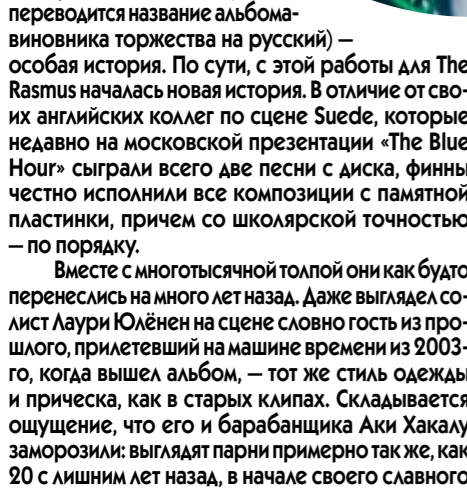 переводится название альбома-
виновника торжества на русский) —
особая история. По сути, с этой работы для The
Rasmus началась новая история. В отличие от сво-
их английских коллег по сцене Suede, которые
недавно на московской презентации «The Blue
Hour» сыграли всего две песни с диска, финны
честно исполнили все композиции с памятной
пластинки, причем со школярской точностью
— по порядку.
Вместе с многотысячной толпой они как будто
перенеслись на много лет назад. Даже выглядел со-
лист Лаури Юлёнен на сцене словно гость из про-
шлого, прилетевший на машине времени из 2003-
го, когда вышел альбом, — тот же стиль одежды
и прическа, как в старых клипах. Складывается
ощущение, что его и барабанщика Аки Хакалу
заморозили: выглядят парни примерно так же, как
20 с лишним лет назад, в начале своего славного